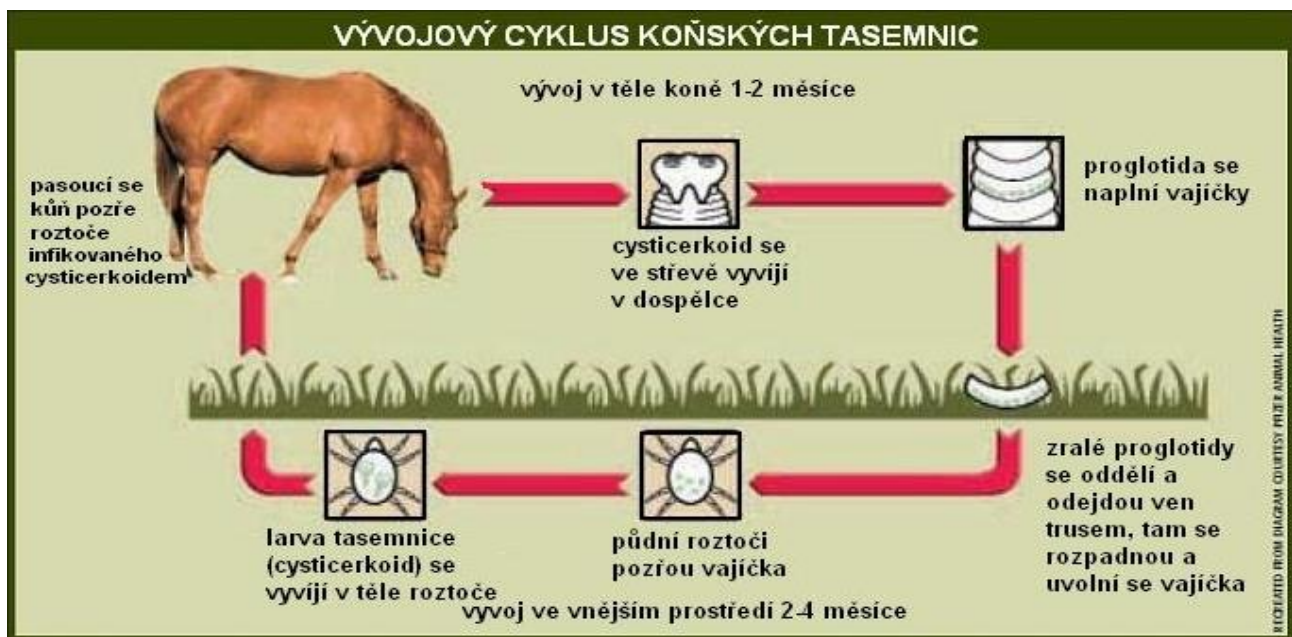 VÝVOJOVÝ CYKLUS KOŇSKÝCH TASEMNIC
vývoj v těle koně 1-2 měsíce
pasoucí se
kůň pozře
roztoče
infikovaného
cysticerkoidem
cysticerkoid se
ve střevě vyvíjí
v dospělce
proglotida se
naplní vajíčky
zralé proglotidy
se oddělí a
odejdou ven
trusem, tam se
rozpadnou a
uvolní se vajíčka
půdní roztoči
pozřou vajíčka
larva tasemnice
(cysticerkoid) se
vyvíjí v těle roztoče
vyvoj ve vnějším prostředí 2-4 měsíce
RECREATED FROM DIAGRAM COURTESY PFIZER ANIMAL HEALTH